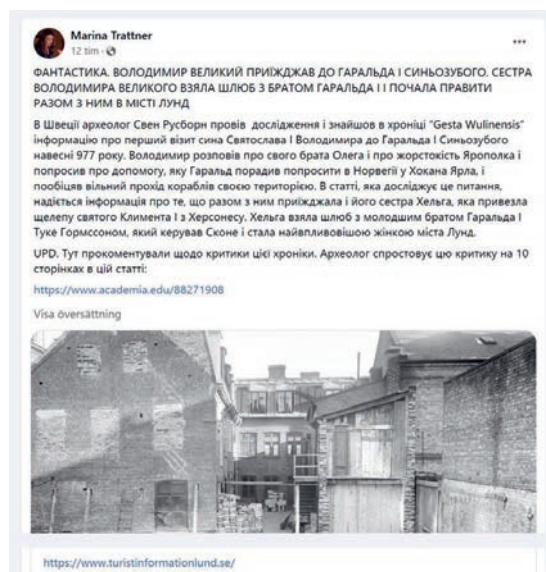 Marina Trattner
12 tim ·
ФАНТАСТИКА. ВОЛОДИМИР ВЕЛИКИЙ ПРИЇЖДЖАВ ДО ГАРАЛЬДА І СИНЬОЗУБОГО. СЕСТРА
ВОЛОДИМИРА ВЕЛИКОГО ВЗЯЛА ШЛЮБ З БРАТОМ ГАРАЛЬДА І І ПОЧАЛА ПРАВИТИ
РАЗОМ З НИМ В МІСТІ ЛУНД
В Швеції археолог Свен Русборн провів дослідження і знайшов в хроніці "Gesta Wulinensis"
інформацію про перший візит сина Святослава І Володимира до Гаральда І Синьозубого
навесні 977 року. Володимир розповів про свого брата Олега і про жорстокість Ярополка і
попросив про допомогу, яку Гаральд порадив попросити в Норвегії у Хокана Ярла, і
пообіцяв вільний прохід кораблів своєю територією. В статті, яка досліджує це питання,
надіється інформація про те, що разом з ним приїжджала і його сестра Хельга, яка привезла
щелепу святого Климента І з Херсонесу. Хельга взяла шлюб з молодшим братом Гаральда І
Туке Гормссоном, який керував Сконе і стала найвпливовішою жінкою міста Лунд.
UPD. Тут прокоментували щодо критики цієї хроніки. Археолог спростовує цю критику на 10
сторінках в цій статті:
https://www.academia.edu/88271908
Visa översättning
https://www.turistinformationlund.se/